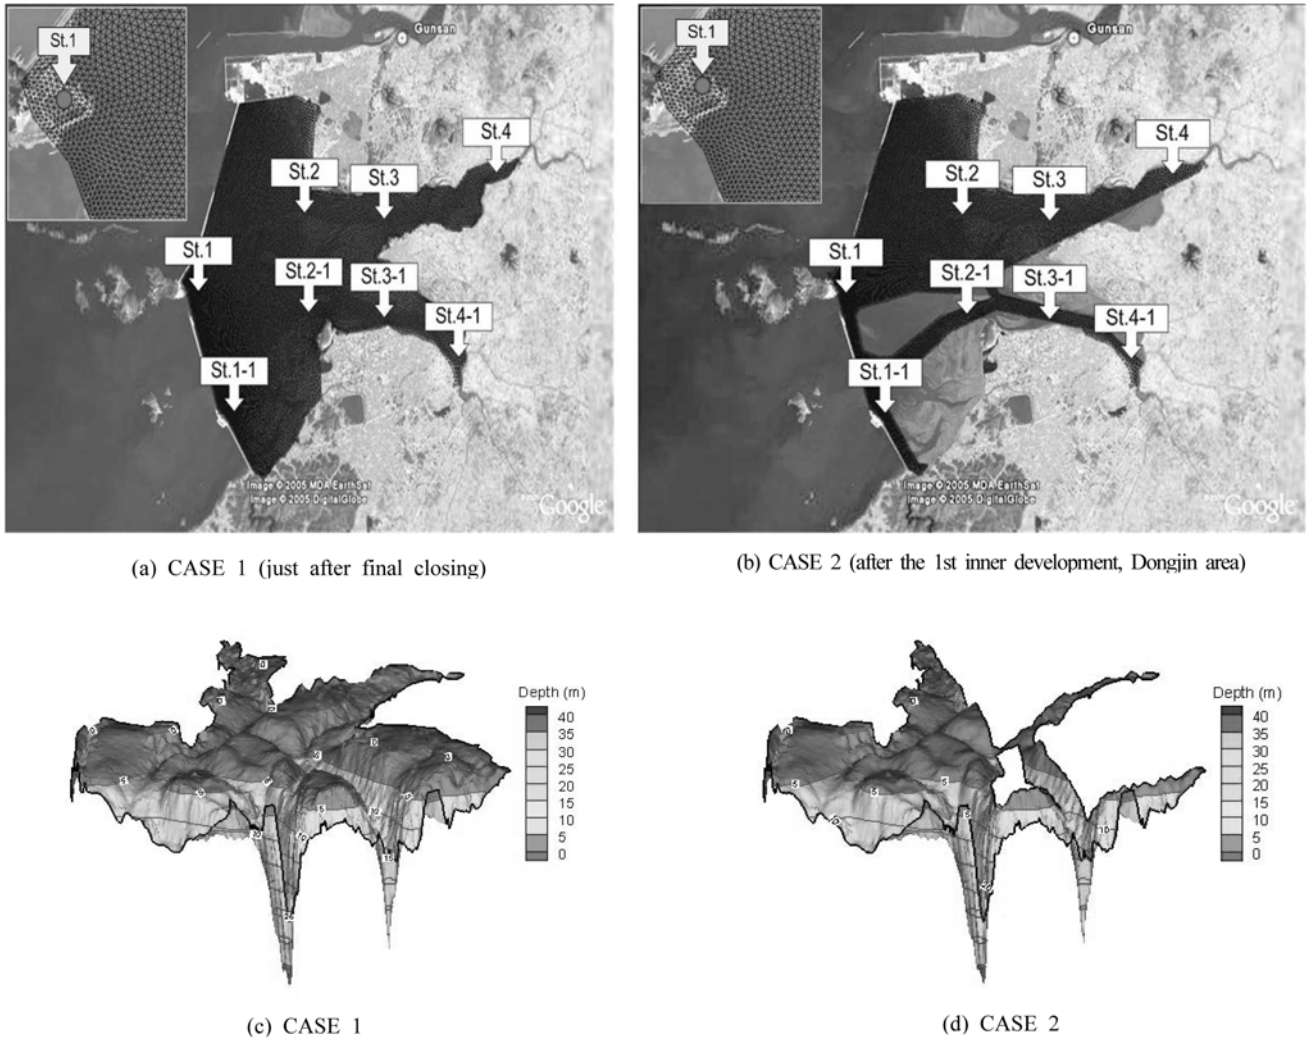 St.1
Gunsan
St.4
St.2
St.3
St.1
St.2-1
St.3-1
St.4-1
St.1-1
Image © 2005 MDA EarthSat
Image © 2005 DigitalGlobe
Google
(a) CASE 1 (just after final closing)
St.1
Gunsan
St.4
St.2
St.3
St.1
St.2-1
St.3-1
St.4-1
St.1-1
Image © 2005 MDA EarthSat
Image © 2005 DigitalGlobe
Google
(b) CASE 2 (after the 1st inner development, Dongjin area)
Depth (m)
40
35
30
25
20
15
10
5
0
(c) CASE 1
Depth (m)
40
35
30
25
20
15
10
5
0
(d) CASE 2